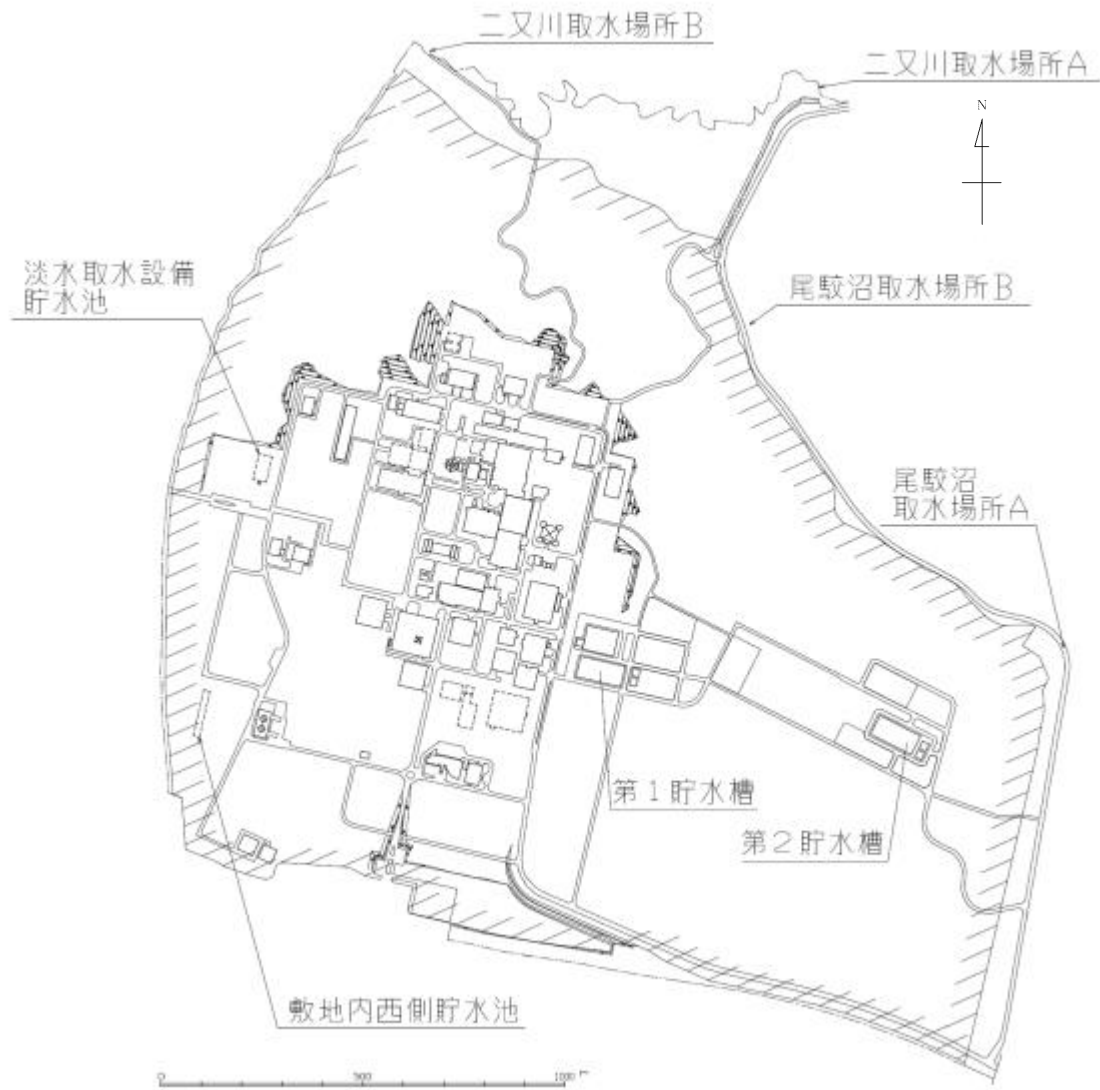 二又川取水場所B
二又川取水場所A
N
淡水取水設備
貯水池
尾駮沼取水場所B
尾駮沼
取水場所A
第1貯水槽
第2貯水槽
敷地内西側貯水池
0 500 1000